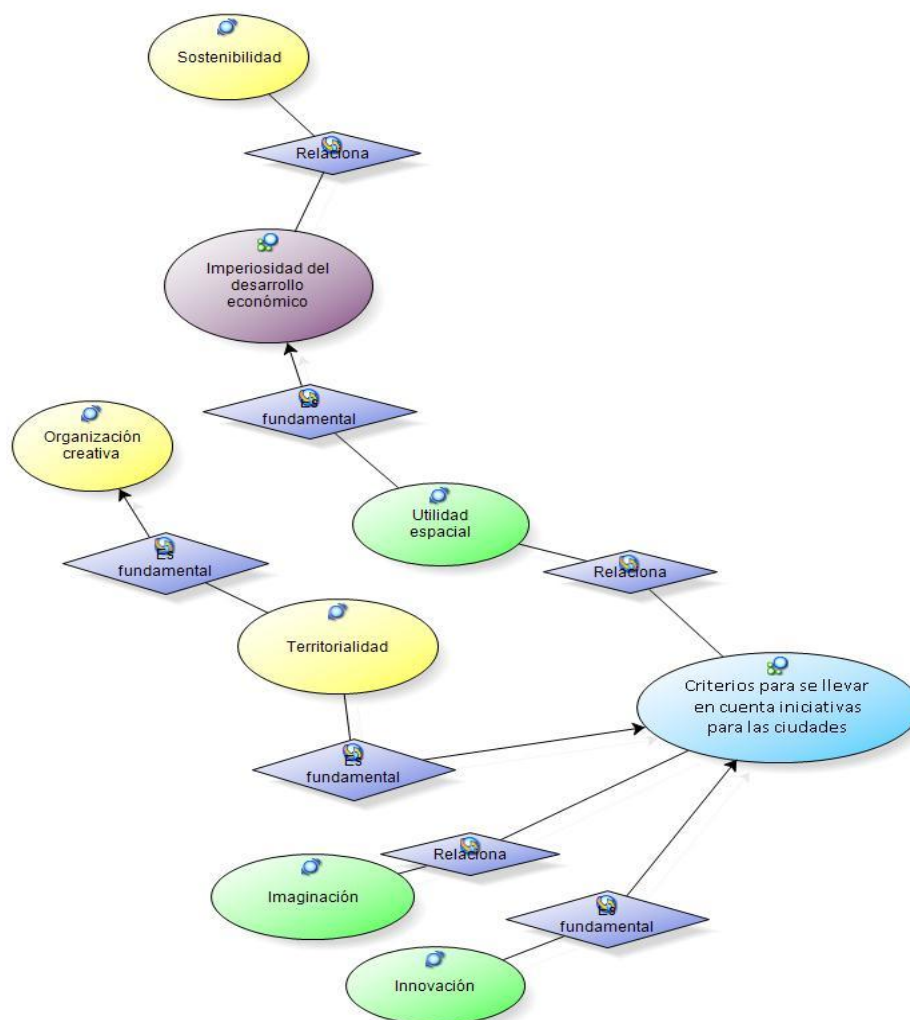 Sostenibilidad
Relaciona
Imperiosidad del
desarrollo
económico
Es
fundamental
Organización
creativa
Utilidad
espacial
Es
fundamental
Relaciona
Territorialidad
Criterios para se llevar
en cuenta iniciativas
para las ciudades
Es
fundamental
Relaciona
Imaginación
Es
fundamental
Innovación